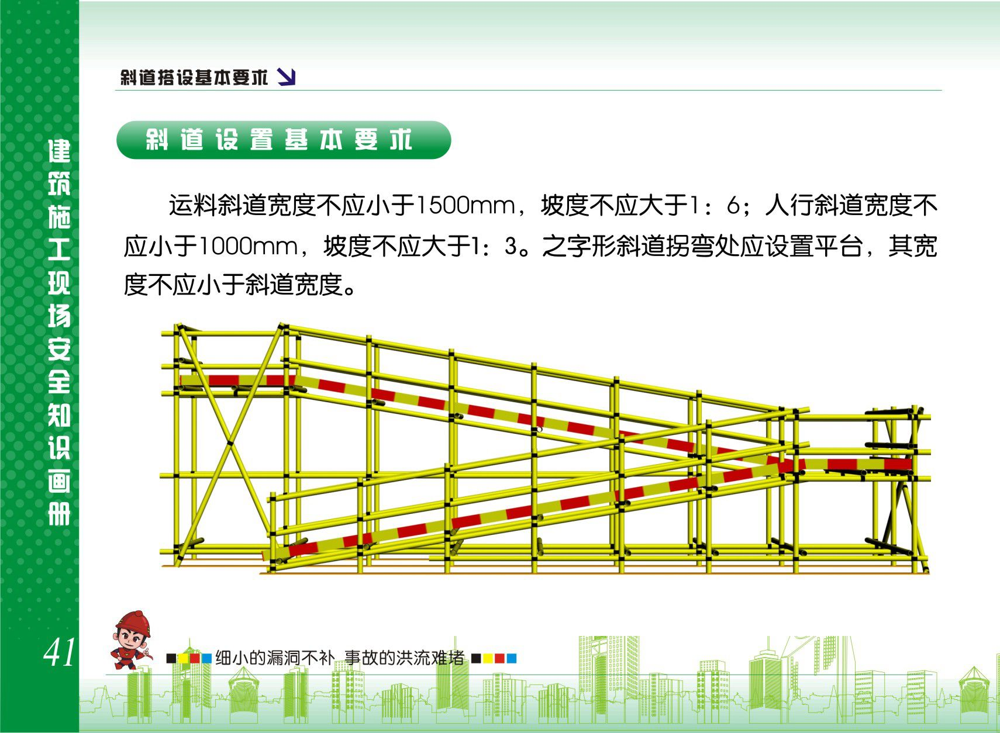 斜道搭设基本要求
斜道设置基本要求
运料斜道宽度不应小于1500mm，坡度不应大于1：6；人行斜道宽度不
应小于1000mm，坡度不应大于1：3。之字形斜道拐弯处应设置平台，其宽
度不应小于斜道宽度。
建筑施工现场安全知识画册
41
细小的漏洞不补 事故的洪流难堵